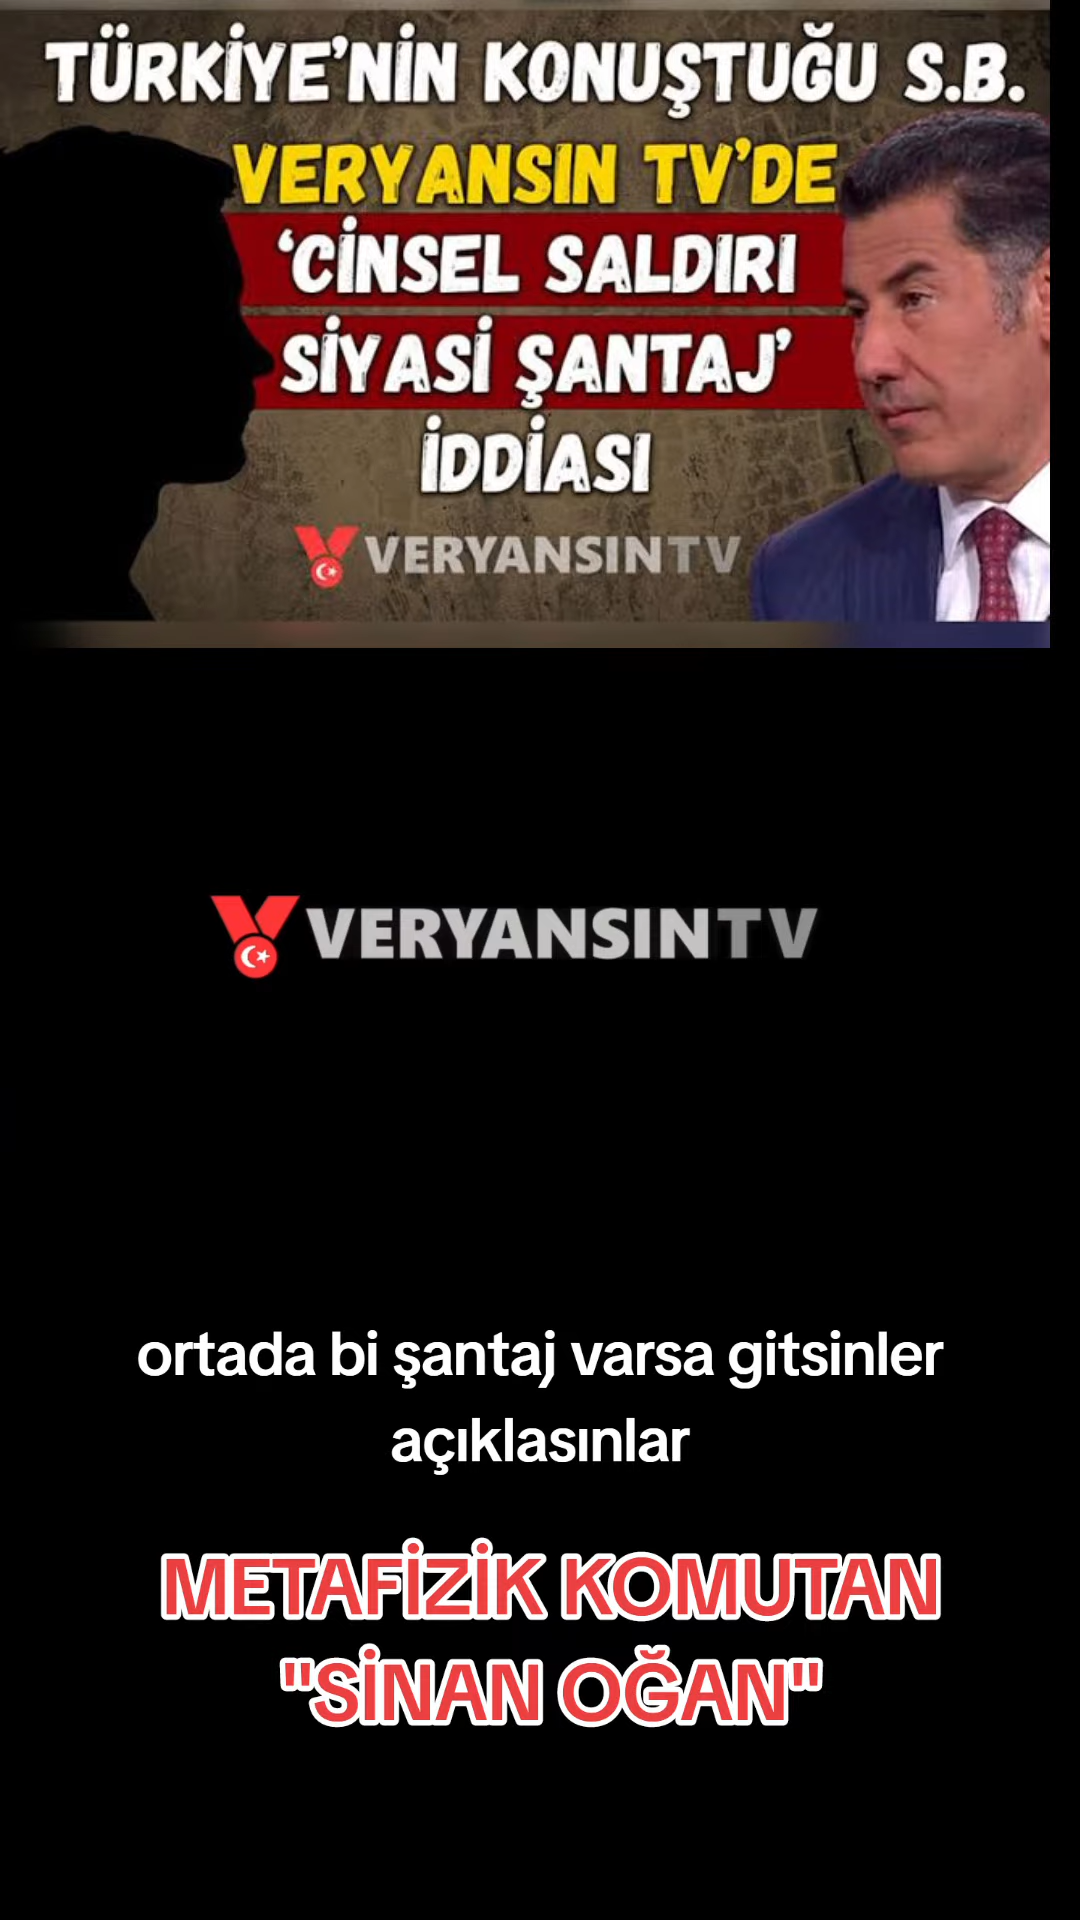 TÜRKİYE'NİN KONUŞTUĞU S.B.
VERYANSIN TV'DE
'CİNSEL SALDIRI
SİYASİ ŞANTAJ'
İDDİASI
VERYANSINTV
VERYANSINTV
ortada bi şantaj varsa gitsinler
açıklasınlar
METAFİZİK KOMUTAN
"SİNAN OĞAN"